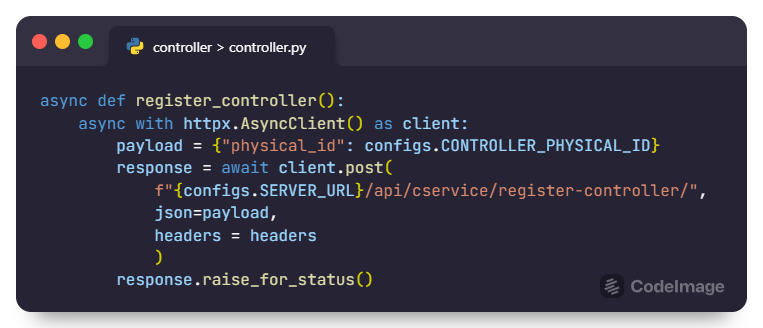 controller > controller.py
async def register_controller():
    async with httpx.AsyncClient() as client:
        payload = {"physical_id": configs.CONTROLLER_PHYSICAL_ID}
        response = await client.post(
            f"{configs.SERVER_URL}/api/cservice/register-controller/",
            json=payload,
            headers = headers
            )
        response.raise_for_status()
CodeImage